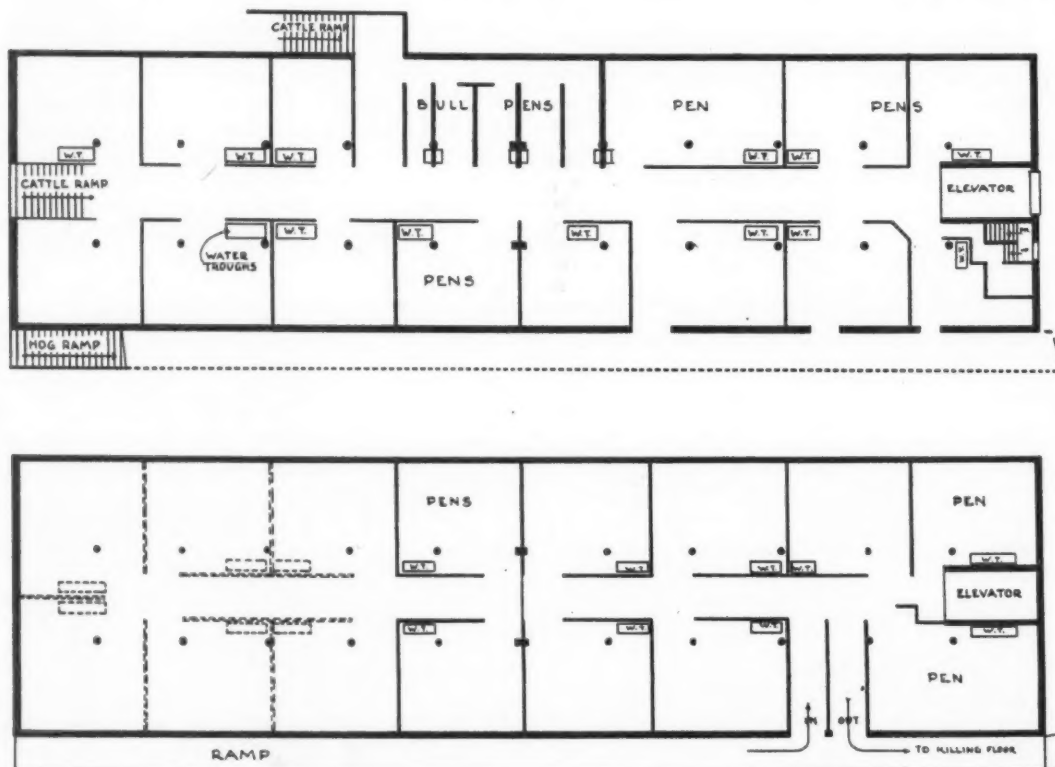 CATTLE RAMP
BULL PENS
PEN
PENS
W.T.
W.T.
W.T.
W.T.
W.T.
W.T.
CATTLE RAMP
ELEVATOR
W.T.
W.T.
W.T.
W.T.
W.T.
WATER
TROUGHS
PENS
HOG RAMP
PENS
PEN
W.T.
W.T.
W.T.
W.T.
W.T.
ELEVATOR
W.T.
W.T.
W.T.
W.T.
PEN
IN
OUT
RAMP
TO KILLING FLOOR